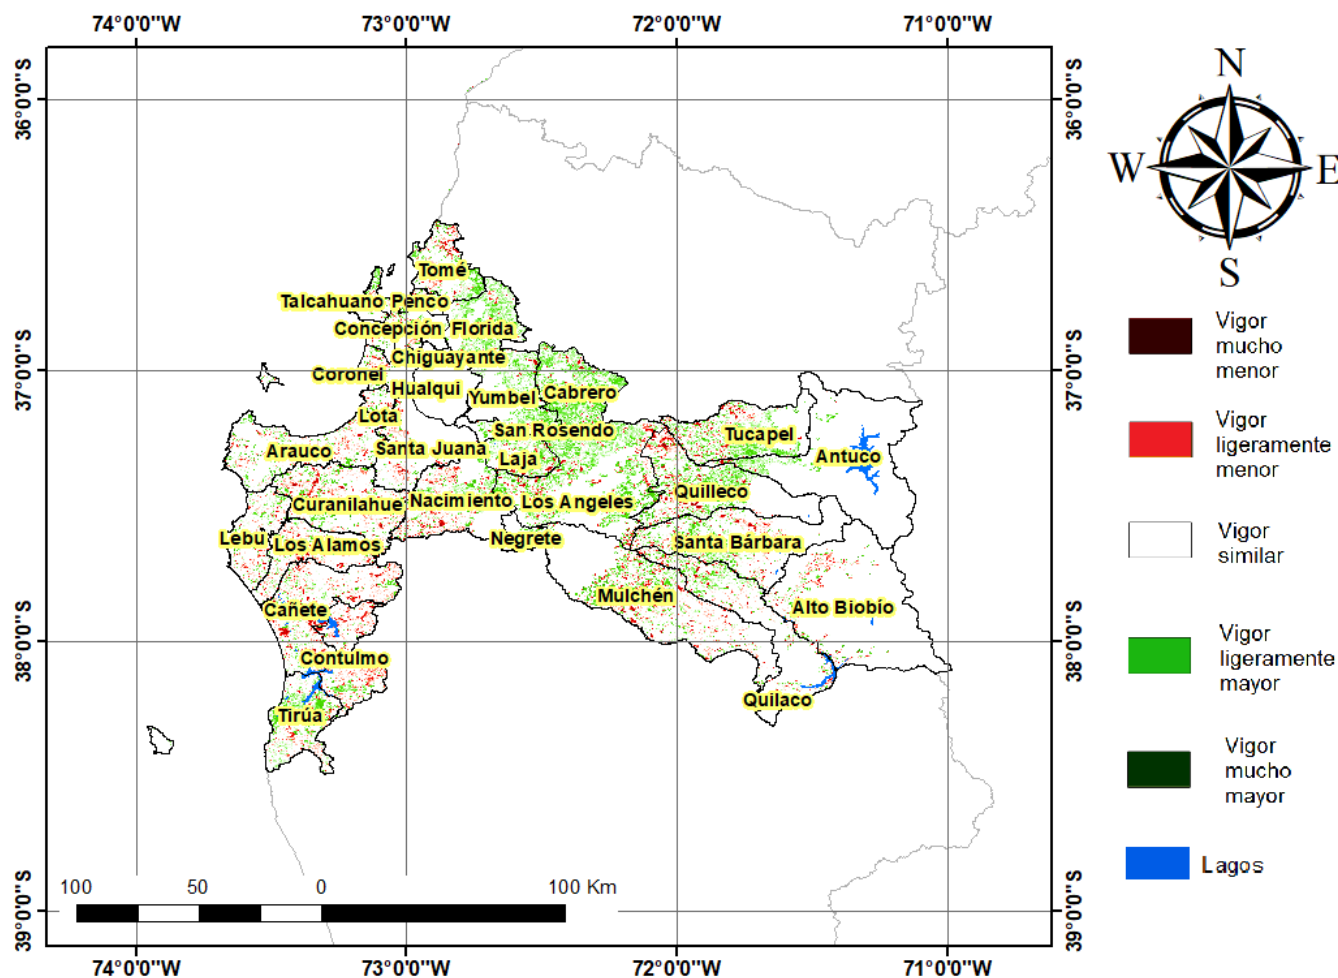 74°0'0"W
73°0'0"W
72°0'0"W
71°0'0"W
36°0'0"S
36°0'0"S
37°0'0"S
37°0'0"S
38°0'0"S
38°0'0"S
39°0'0"S
39°0'0"S
N
W
E
S
Tomé
Talcahuano Penco
Concepción Florida
Chiguayante
Coronel
Hualqui
Yumbel
Cabrero
Lota
San Rosendo
Tucapel
Arauco
Santa Juana
Laja
Antuco
Curanilahue
Nacimiento
Los Angeles
Quilleco
Lebu
Los Alamos
Negrete
Santa Bárbara
Cañete
Mulchén
Alto Biobío
Contulmo
Quilaco
Tirúa
Vigor
mucho
menor
Vigor
ligeramente
menor
Vigor
similar
Vigor
ligeramente
mayor
Vigor
mucho
mayor
Lagos
100 50 0 100 Km
74°0'0"W
73°0'0"W
72°0'0"W
71°0'0"W